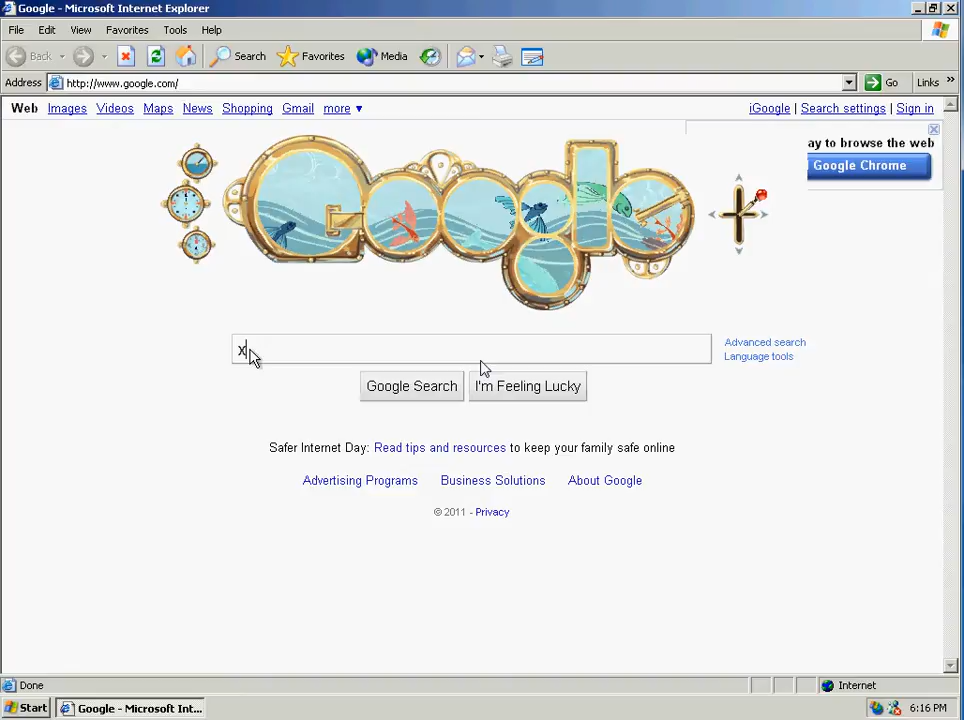 Google - Microsoft Internet Explorer
File Edit View Favorites Tools Help
Back Search Favorites Media
Address http://www.google.com/ Go Links »
Web Images Videos Maps News Shopping Gmail more ▼ iGoogle | Search settings | Sign in
ay to browse the web
Google Chrome
Google
x
Advanced search
Language tools
Google Search I'm Feeling Lucky
Safer Internet Day: Read tips and resources to keep your family safe online
Advertising Programs Business Solutions About Google
© 2011 - Privacy
Done Internet
Start Google - Microsoft Int... 6:16 PM